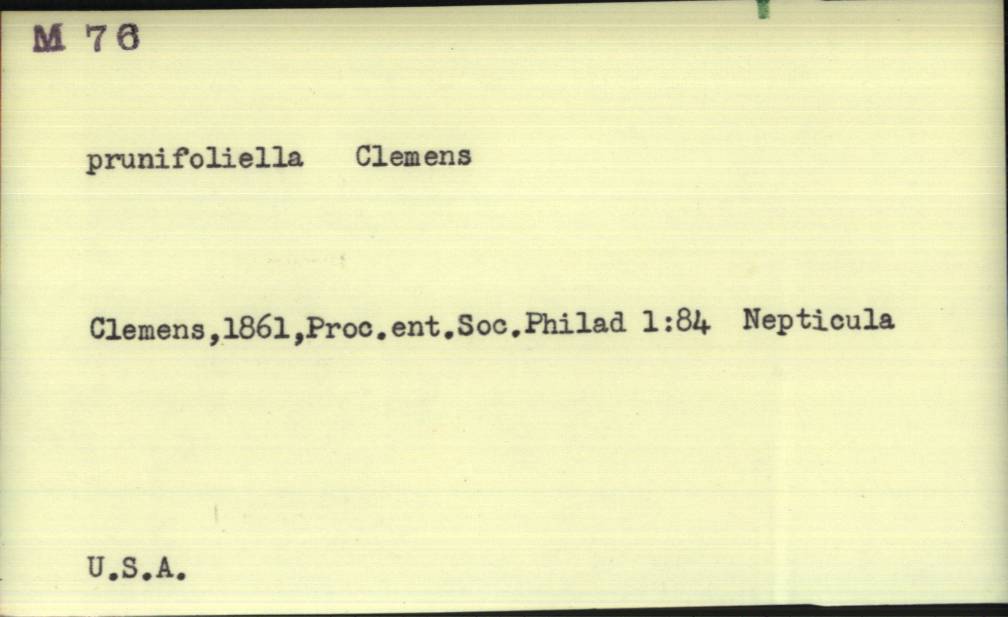 M 76
prunifoliella Clemens
Clemens,1861,Proc.ent.Soc.Philad 1:84 Nepticula
U.S.A.